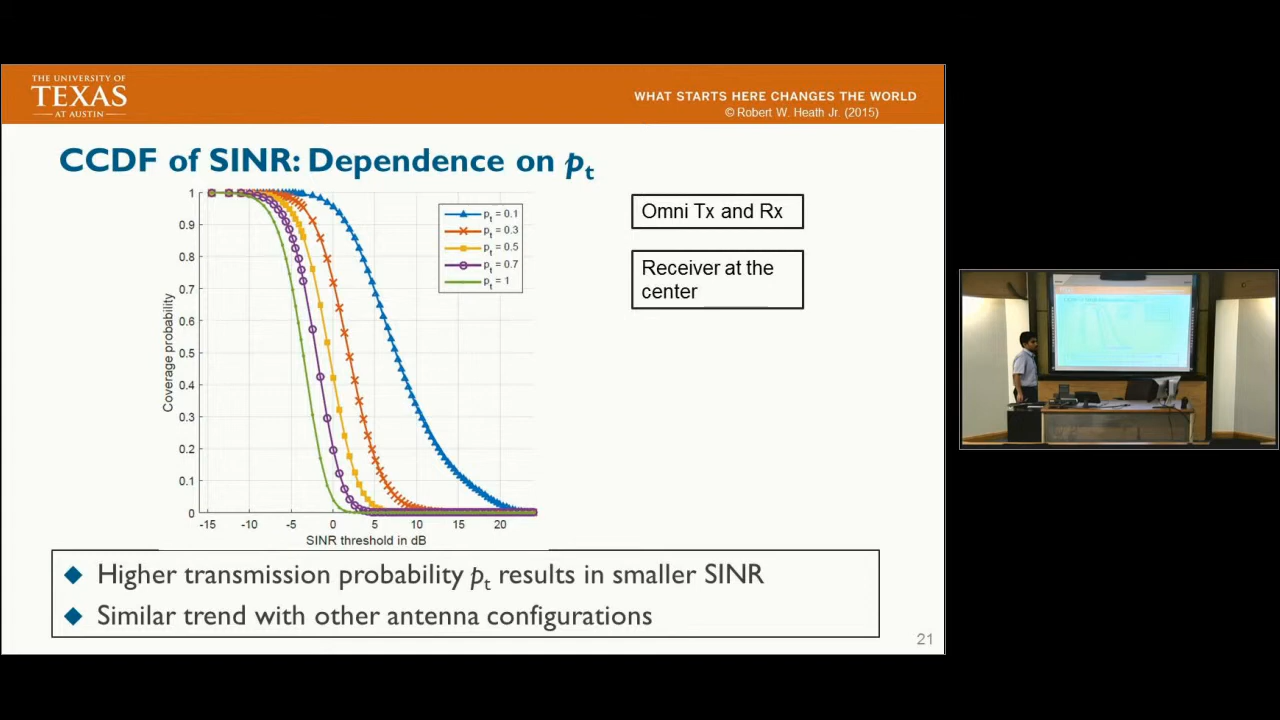 THE UNIVERSITY OF
TEXAS
AT AUSTIN
WHAT STARTS HERE CHANGES THE WORLD
© Robert W. Heath Jr. (2015)
CCDF of SINR: Dependence on pt
1
0.9
0.8
0.7
0.6
0.5
0.4
0.3
0.2
0.1
0
Coverage probability
pt = 0.1
pt = 0.3
pt = 0.5
pt = 0.7
pt = 1
-15 -10 -5 0 5 10 15 20
SINR threshold in dB
Omni Tx and Rx
Receiver at the
center
Higher transmission probability pt results in smaller SINR
Similar trend with other antenna configurations
21